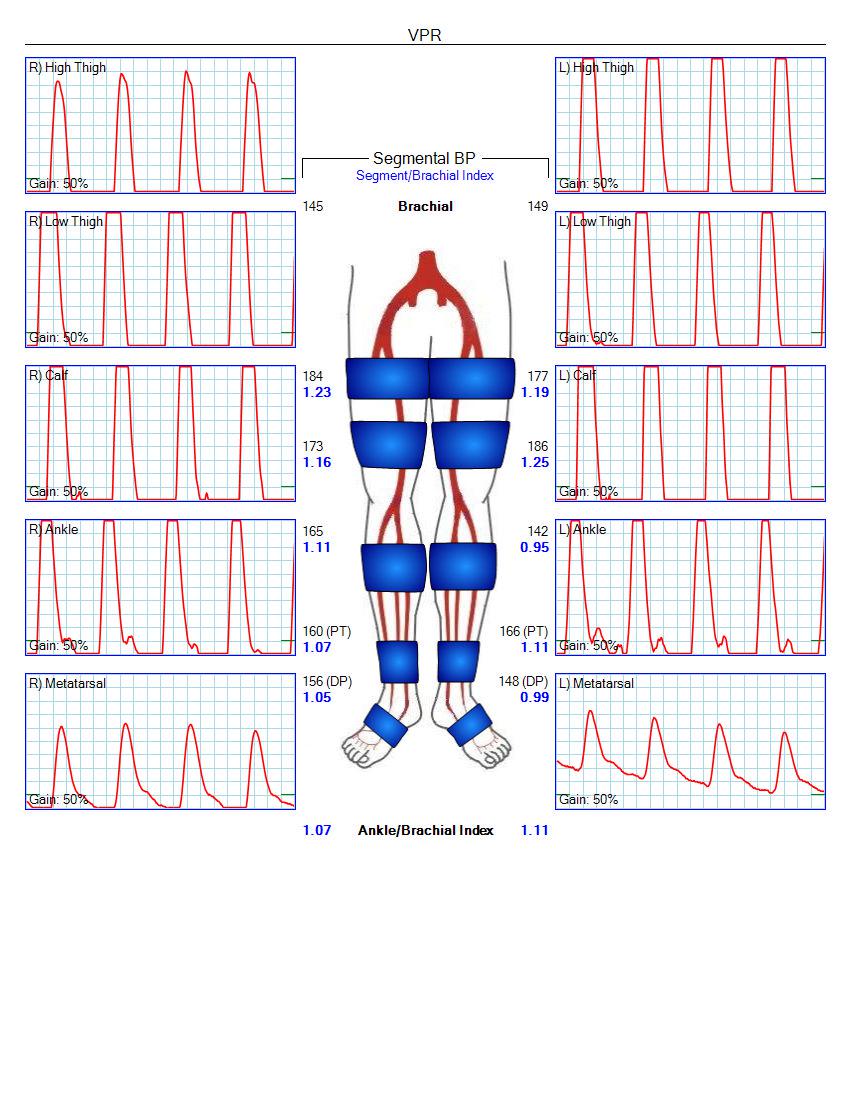 VPR
R) High Thigh
Gain: 50%
L) High Thigh
Gain: 50%
Segmental BP
Segment/Brachial Index
145 Brachial 149
R) Low Thigh
Gain: 50%
L) Low Thigh
Gain: 50%
184 177
1.23 1.19
R) Calf
Gain: 50%
L) Calf
Gain: 50%
173 186
1.16 1.25
R) Ankle
Gain: 50%
L) Ankle
Gain: 50%
165 142
1.11 0.95
160 (PT) 166 (PT)
1.07 1.11
R) Metatarsal
Gain: 50%
L) Metatarsal
Gain: 50%
156 (DP) 148 (DP)
1.05 0.99
1.07 Ankle/Brachial Index 1.11